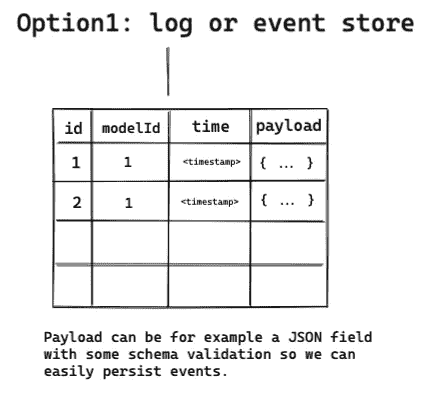 Option1: log or event store
id modelId time payload
1 1 <timestamp> { ... }
2 1 <timestamp> { ... }
Payload can be for example a JSON field
with some schema validation so we can
easily persist events.